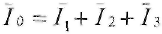 Ī₀ = Ī₁ + Ī₂ + Ī₃